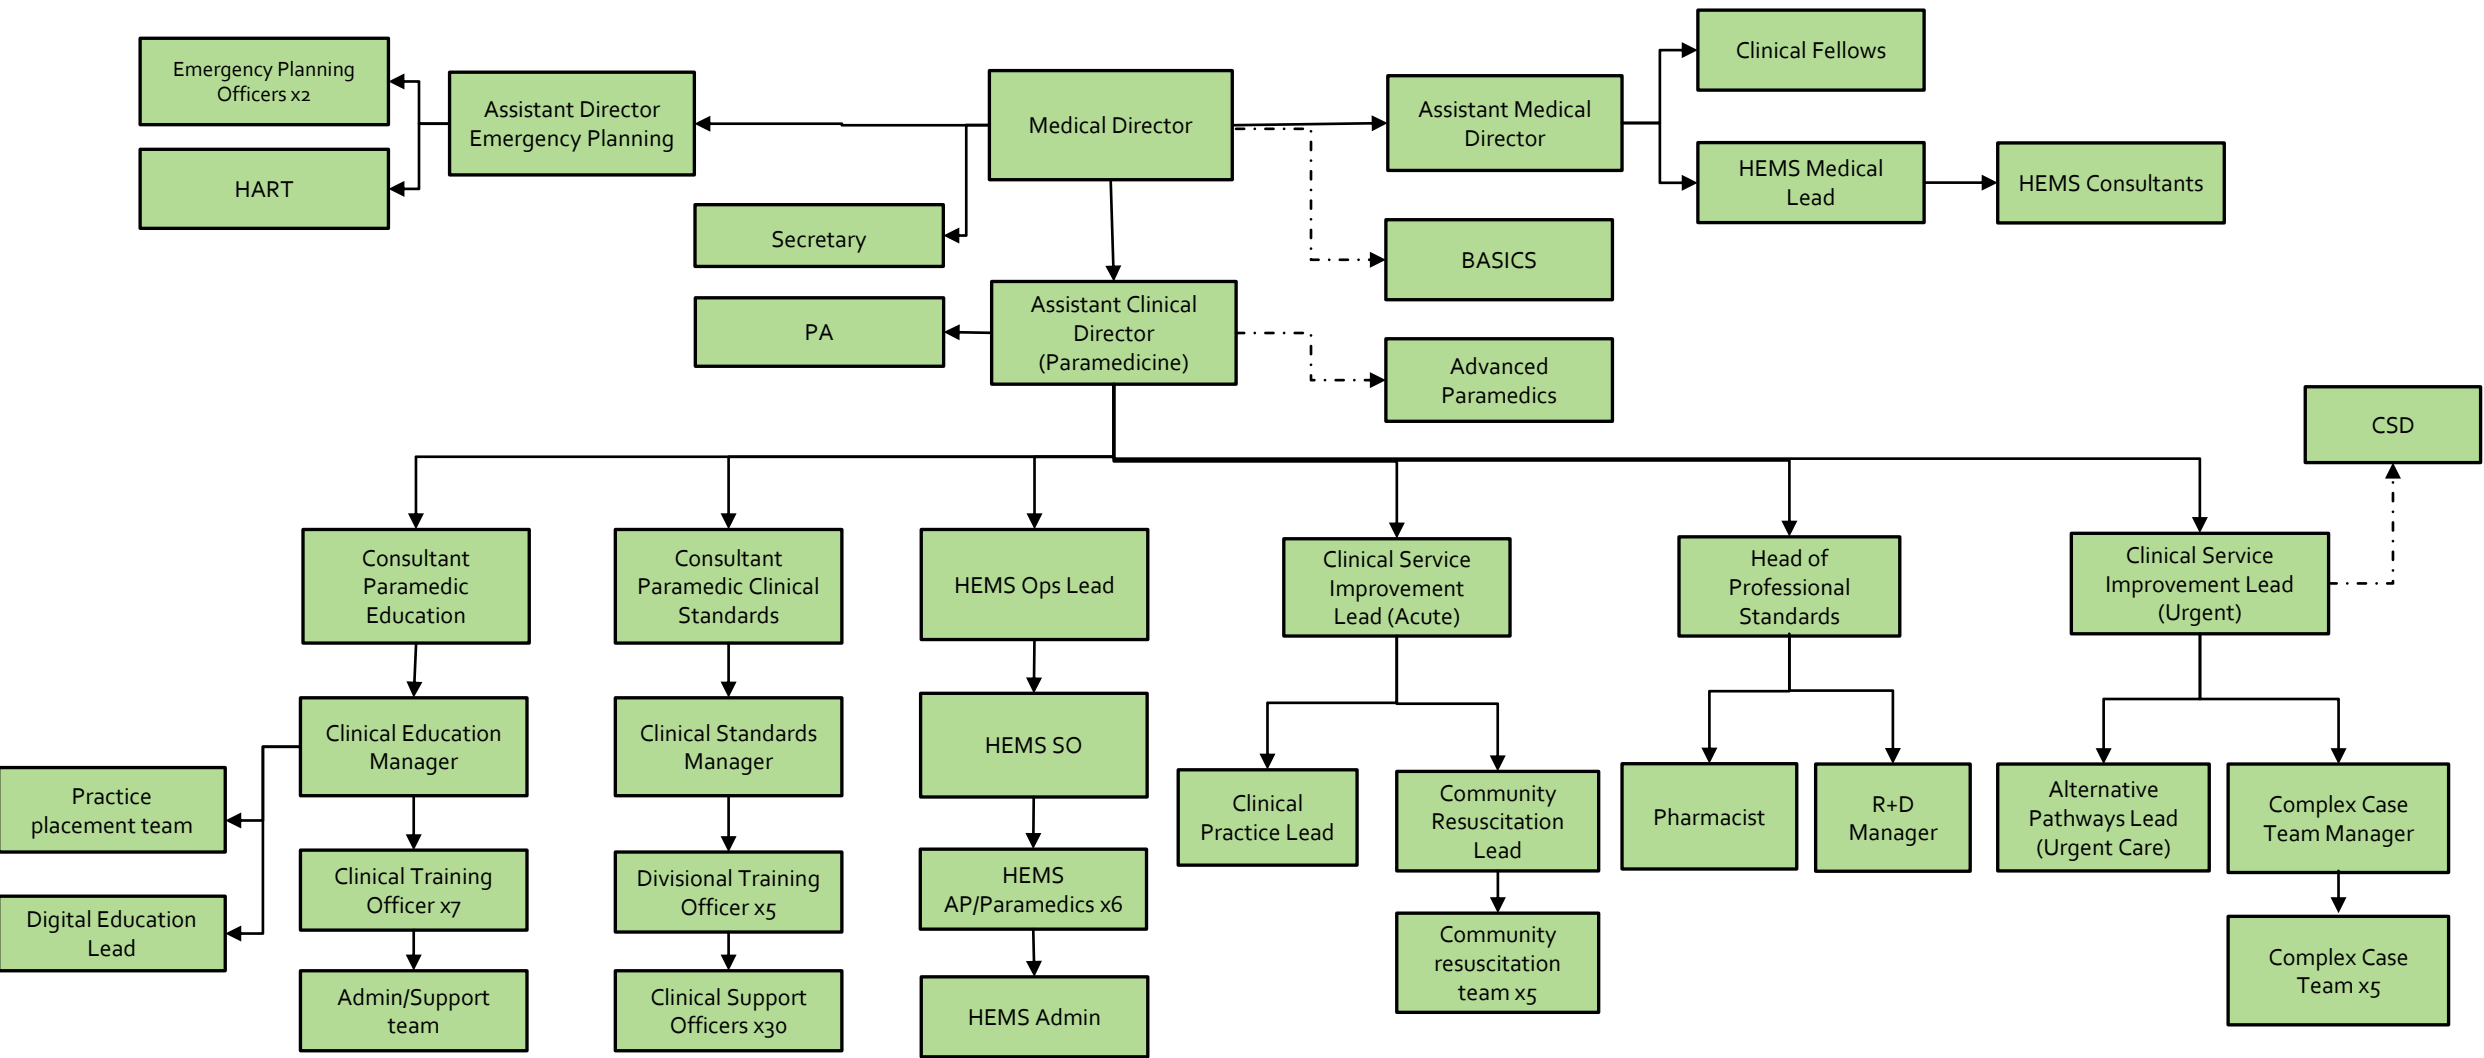 Emergency Planning
Officers x2
HART
Assistant Director
Emergency Planning
Medical Director
Secretary
PA
Assistant Clinical
Director
(Paramedicine)
Assistant Medical
Director
Clinical Fellows
HEMS Medical
Lead
HEMS Consultants
BASICS
Advanced
Paramedics
CSD
Consultant
Paramedic
Education
Consultant
Paramedic Clinical
Standards
HEMS Ops Lead
Clinical Service
Improvement
Lead (Acute)
Head of
Professional
Standards
Clinical Service
Improvement Lead
(Urgent)
Clinical Education
Manager
Practice
placement team
Digital Education
Lead
Clinical Training
Officer x7
Admin/Support
team
Clinical Standards
Manager
Divisional Training
Officer x5
Clinical Support
Officers x30
HEMS SO
HEMS
AP/Paramedics x6
HEMS Admin
Clinical
Practice Lead
Community
Resuscitation
Lead
Community
resuscitation
team x5
Pharmacist
R+D
Manager
Alternative
Pathways Lead
(Urgent Care)
Complex Case
Team Manager
Complex Case
Team x5